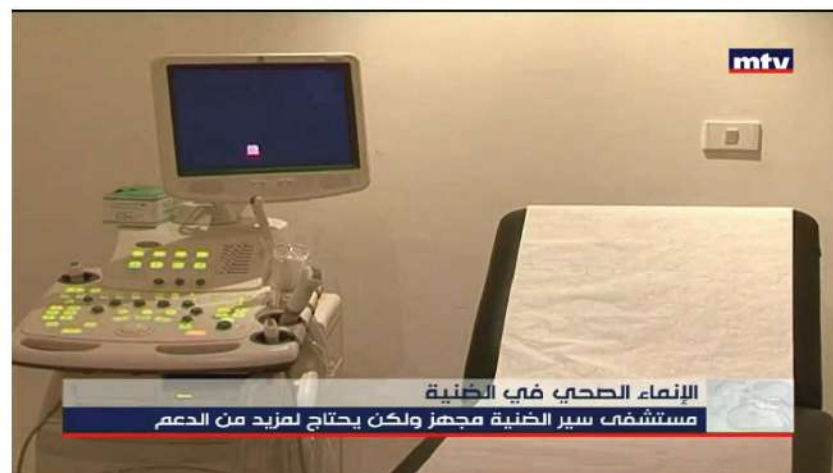 mtv
الإنماء الصحي في الضنية
مستشفى سير الضنية مجهز ولكن يحتاج لمزيد من الدعم